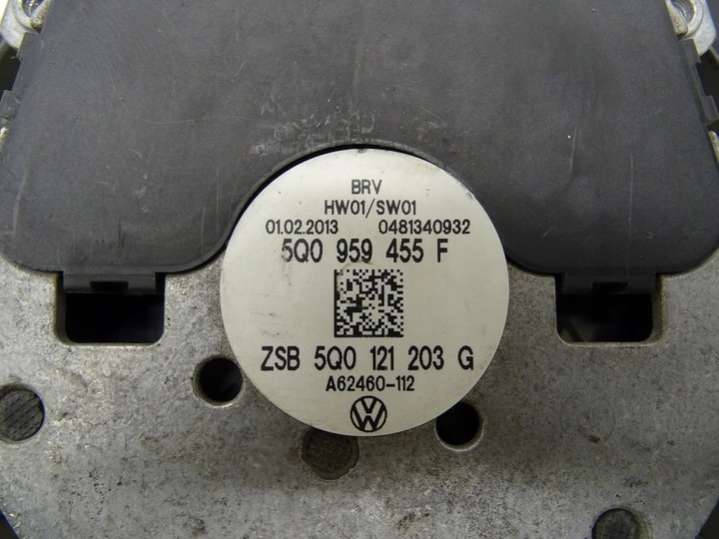 BRV
HW01/SW01
01.02.2013 0481340932
5Q0 959 455 F
ZSB 5Q0 121 203 G
A62460-112
VW